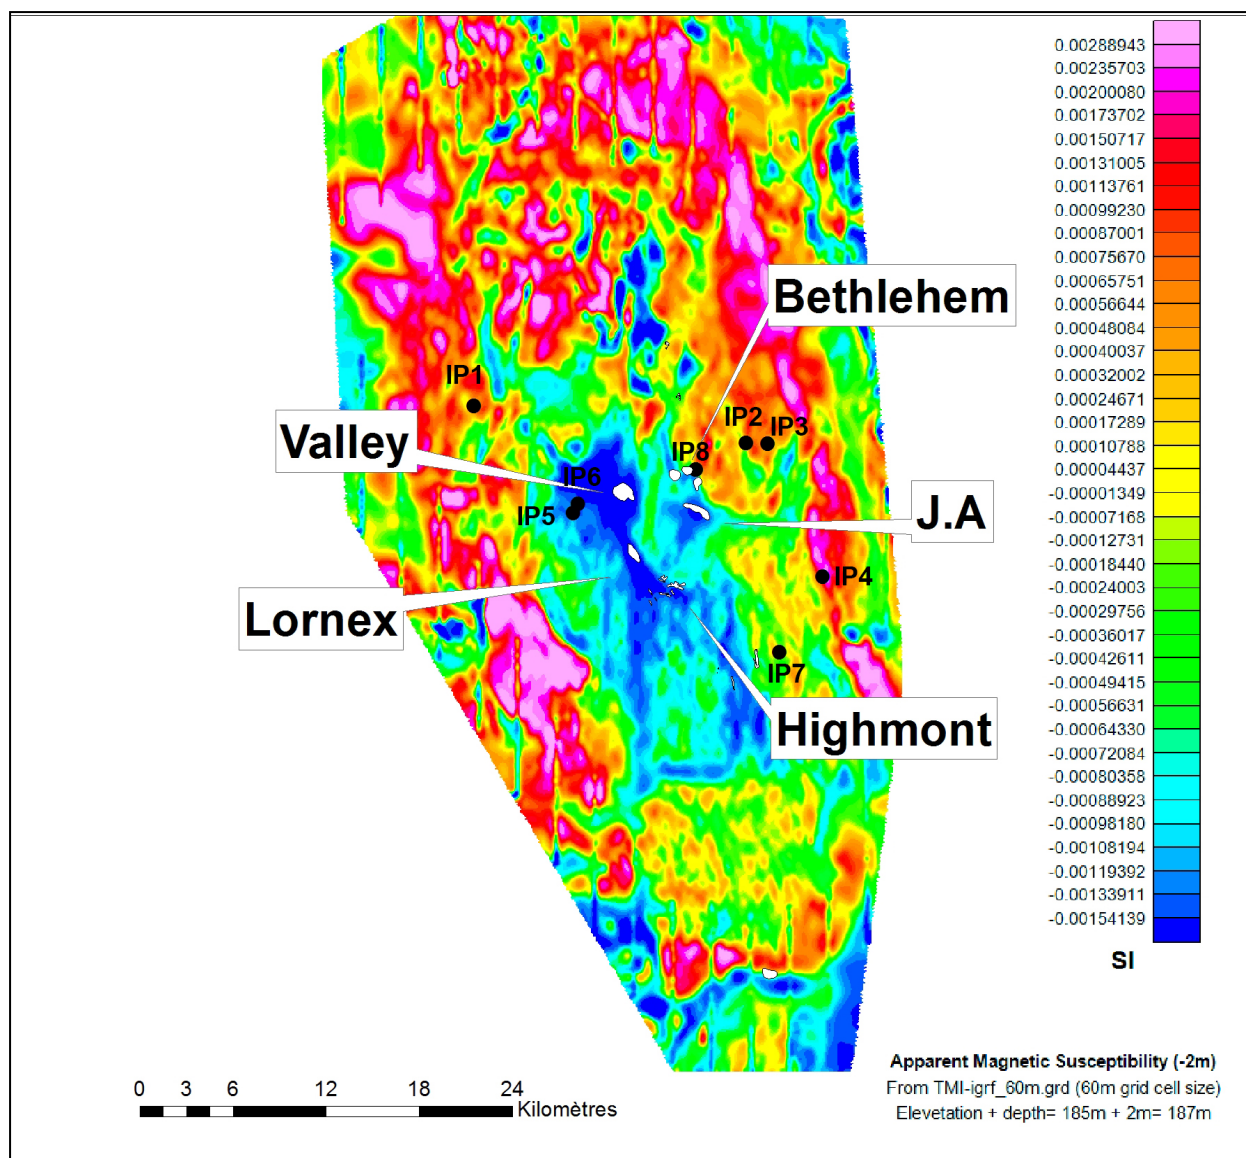 0.00288943
0.00235703
0.00200080
0.00173702
0.00150717
0.00131005
0.00113761
0.00099230
0.00087001
0.00075670
0.00065751
0.00056644
0.00048084
0.00040037
0.00032002
0.00024671
0.00017289
0.00010788
0.00004437
-0.00001349
-0.00007168
-0.00012731
-0.00018440
-0.00024003
-0.00029756
-0.00036017
-0.00042611
-0.00049415
-0.00056631
-0.00064330
-0.00072084
-0.00080358
-0.00088923
-0.00098180
-0.00108194
-0.00119392
-0.00133911
-0.00154139
SI
Bethlehem
IP1
Valley
IP2
IP3
IP8
IP6
IP5
J.A
IP4
Lornex
IP7
Highmont
0 3 6 12 18 24
Kilomètres
Apparent Magnetic Susceptibility (-2m)
From TMI-igrf_60m.grd (60m grid cell size)
Elevetation + depth= 185m + 2m= 187m